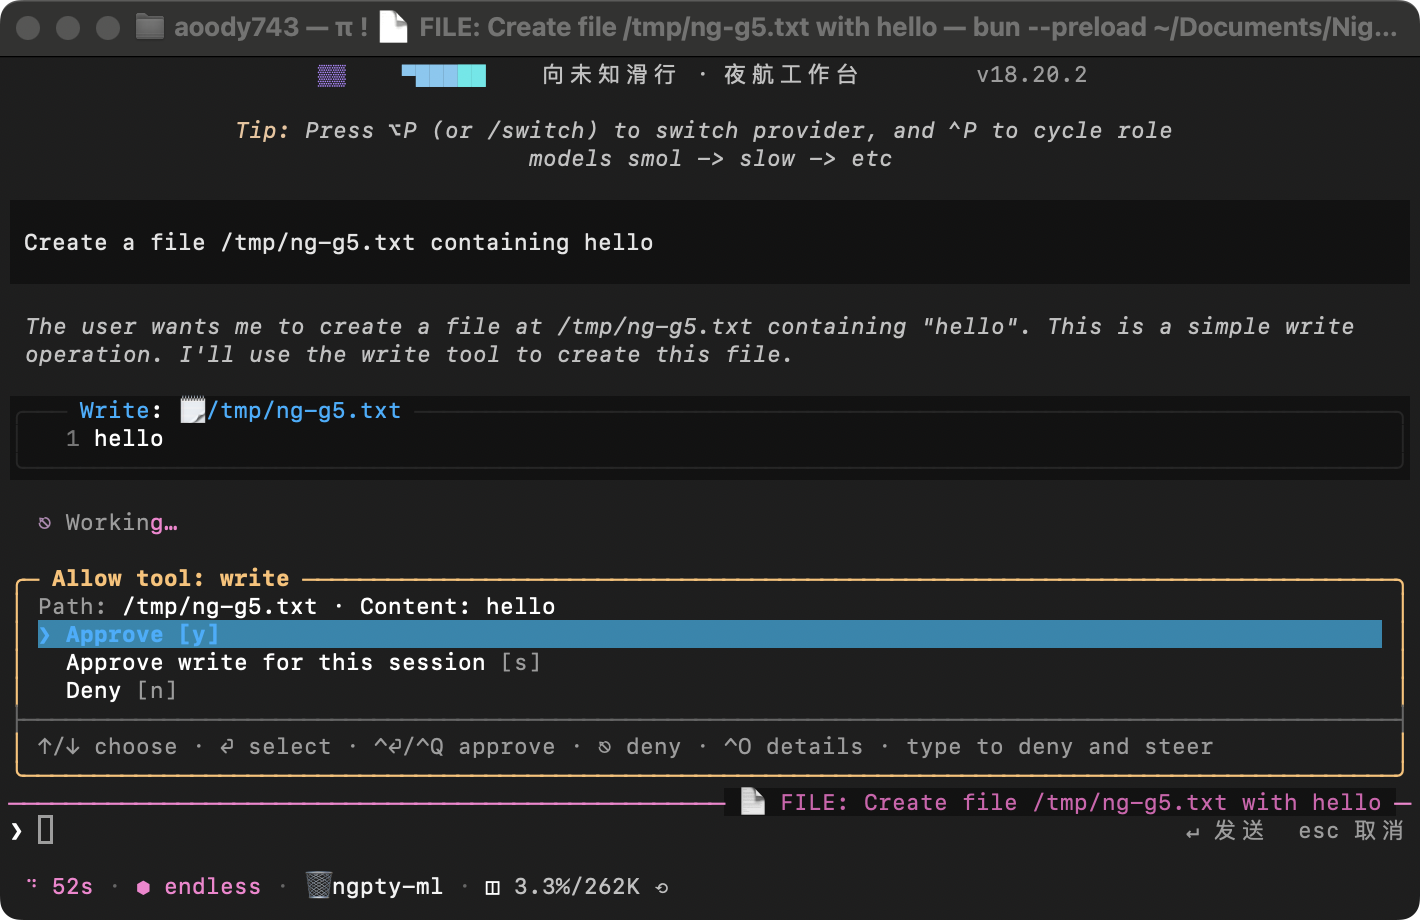 aoody743 — π ! 📄 FILE: Create file /tmp/ng-g5.txt with hello — bun --preload ~/Documents/Nig...
向未知滑行 · 夜航工作台 v18.20.2
Tip: Press ⌥P (or /switch) to switch provider, and ^P to cycle role
models smol —> slow —> etc
Create a file /tmp/ng-g5.txt containing hello
The user wants me to create a file at /tmp/ng-g5.txt containing "hello". This is a simple write
operation. I'll use the write tool to create this file.
Write: /tmp/ng-g5.txt
1 hello
Working…
Allow tool: write
Path: /tmp/ng-g5.txt · Content: hello
❯ Approve [y]
Approve write for this session [s]
Deny [n]
↑/↓ choose · ⏎ select · ^⏎/^Q approve · ⎋ deny · ^O details · type to deny and steer
FILE: Create file /tmp/ng-g5.txt with hello
❯
↵ 发送 esc 取消
52s · ⬢ endless · ngpty-ml · ◫ 3.3%/262K ⟲